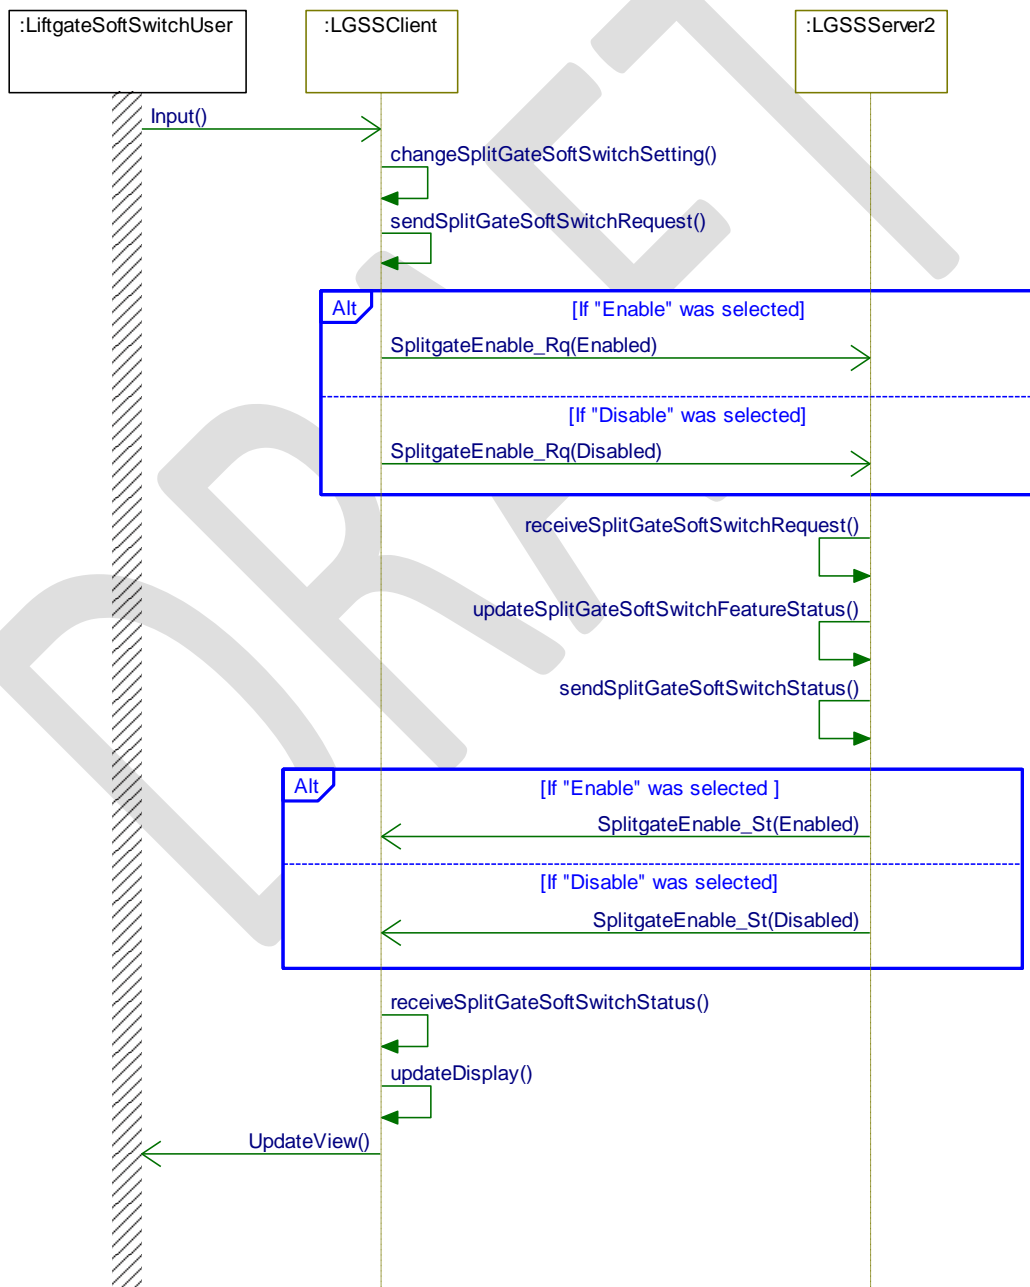 :LiftgateSoftSwitchUser
:LGSSClient
:LGSSServer2
Input()
changeSplitGateSoftSwitchSetting()
sendSplitGateSoftSwitchRequest()
Alt
[If "Enable" was selected]
SplitgateEnable_Rq(Enabled)
[If "Disable" was selected]
SplitgateEnable_Rq(Disabled)
receiveSplitGateSoftSwitchRequest()
updateSplitGateSoftSwitchFeatureStatus()
sendSplitGateSoftSwitchStatus()
Alt
[If "Enable" was selected ]
SplitgateEnable_St(Enabled)
[If "Disable" was selected]
SplitgateEnable_St(Disabled)
receiveSplitGateSoftSwitchStatus()
updateDisplay()
UpdateView()
DRAFT